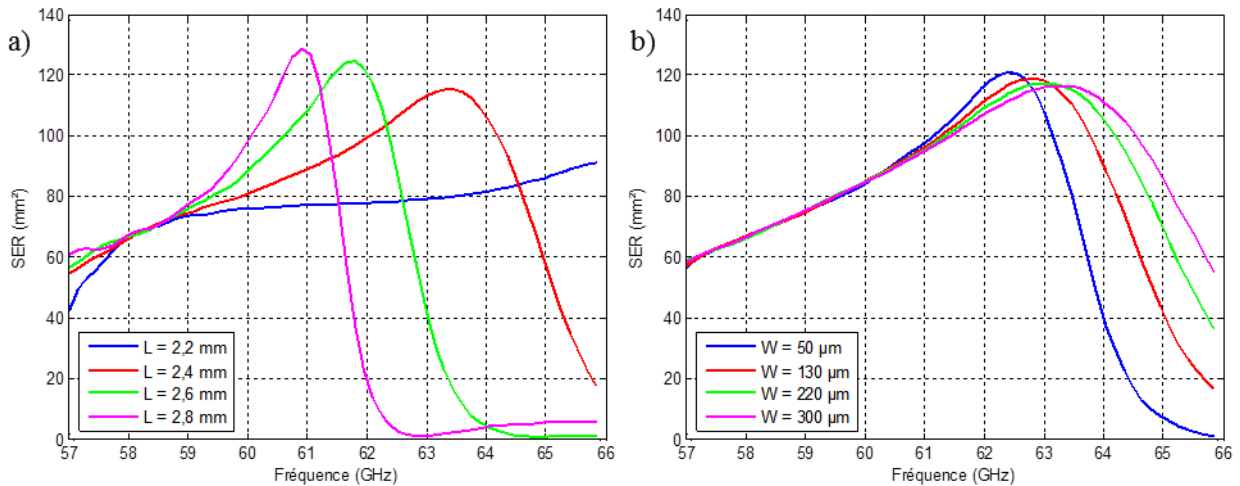 a)
SER (mm²)
140
120
100
80
60
40
20
0
57 58 59 60 61 62 63 64 65 66
Fréquence (GHz)
L = 2,2 mm
L = 2,4 mm
L = 2,6 mm
L = 2,8 mm
b)
SER (mm²)
140
120
100
80
60
40
20
0
57 58 59 60 61 62 63 64 65 66
Fréquence (GHz)
W = 50 µm
W = 130 µm
W = 220 µm
W = 300 µm